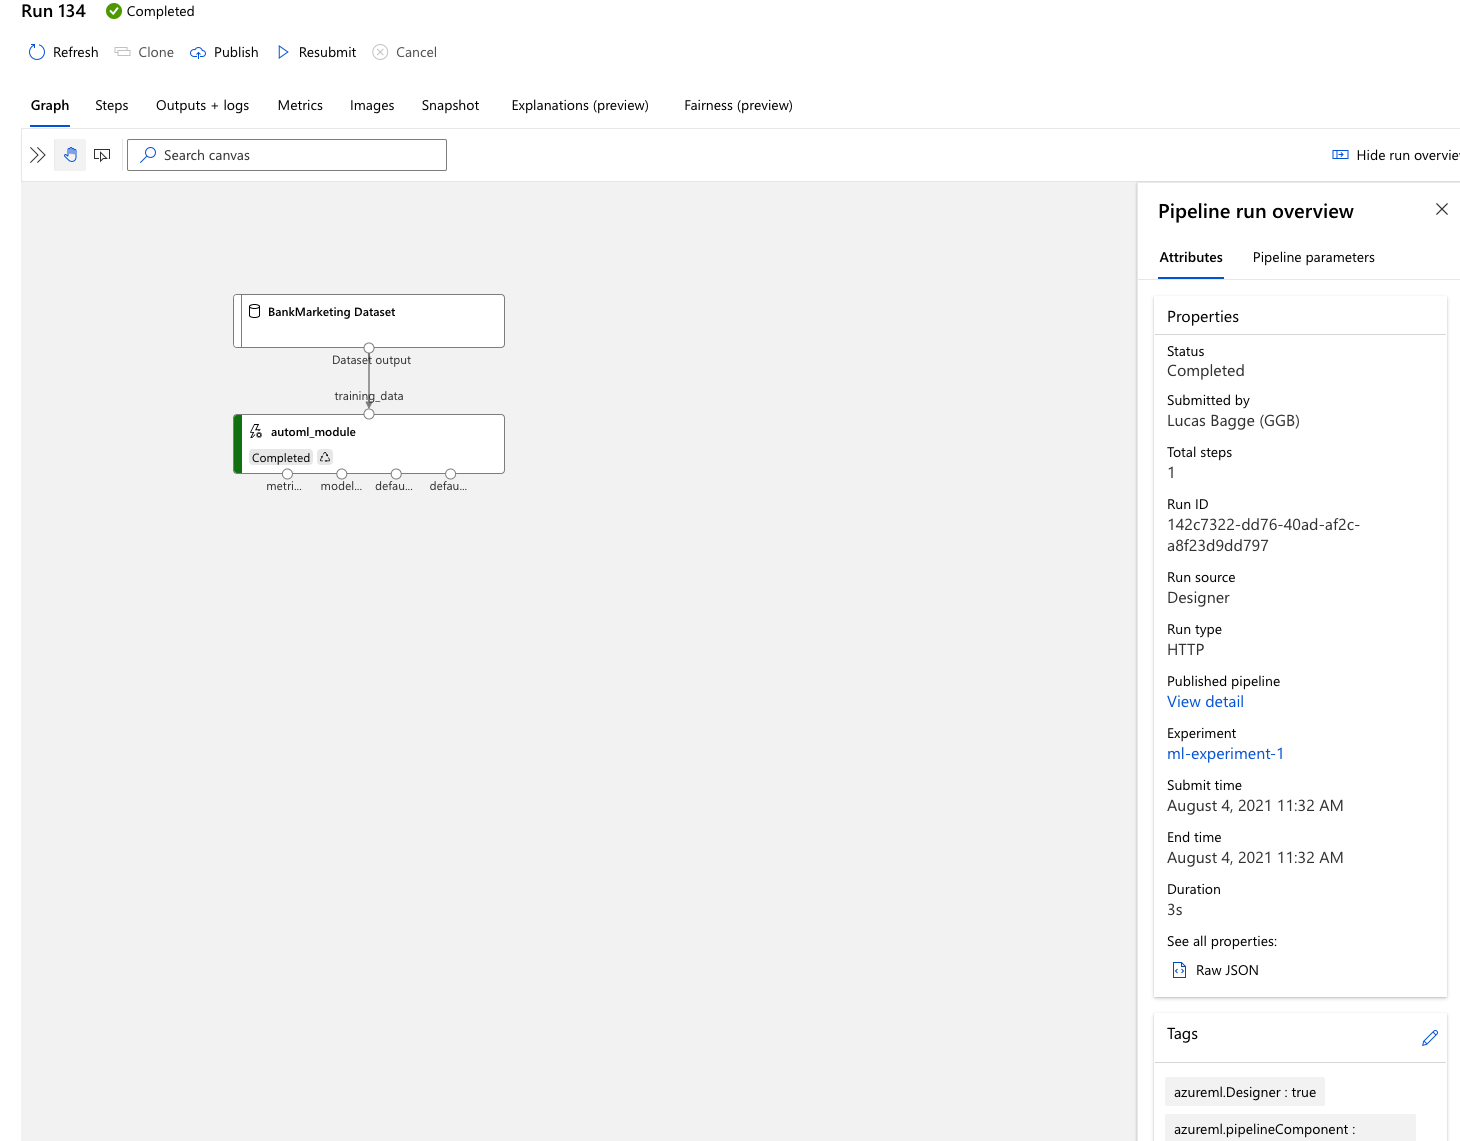 Run 134 Completed
Refresh Clone Publish Resubmit Cancel
Graph Steps Outputs + logs Metrics Images Snapshot Explanations (preview) Fairness (preview)
Search canvas
Hide run overvie
BankMarketing Dataset
Dataset output
training_data
automl_module
Completed
metri... model... defau... defau...
Pipeline run overview
Attributes Pipeline parameters
Properties
Status
Completed
Submitted by
Lucas Bagge (GGB)
Total steps
1
Run ID
142c7322-dd76-40ad-af2c-
a8f23d9dd797
Run source
Designer
Run type
HTTP
Published pipeline
View detail
Experiment
ml-experiment-1
Submit time
August 4, 2021 11:32 AM
End time
August 4, 2021 11:32 AM
Duration
3s
See all properties:
Raw JSON
Tags
azureml.Designer : true
azureml.pipelineComponent :